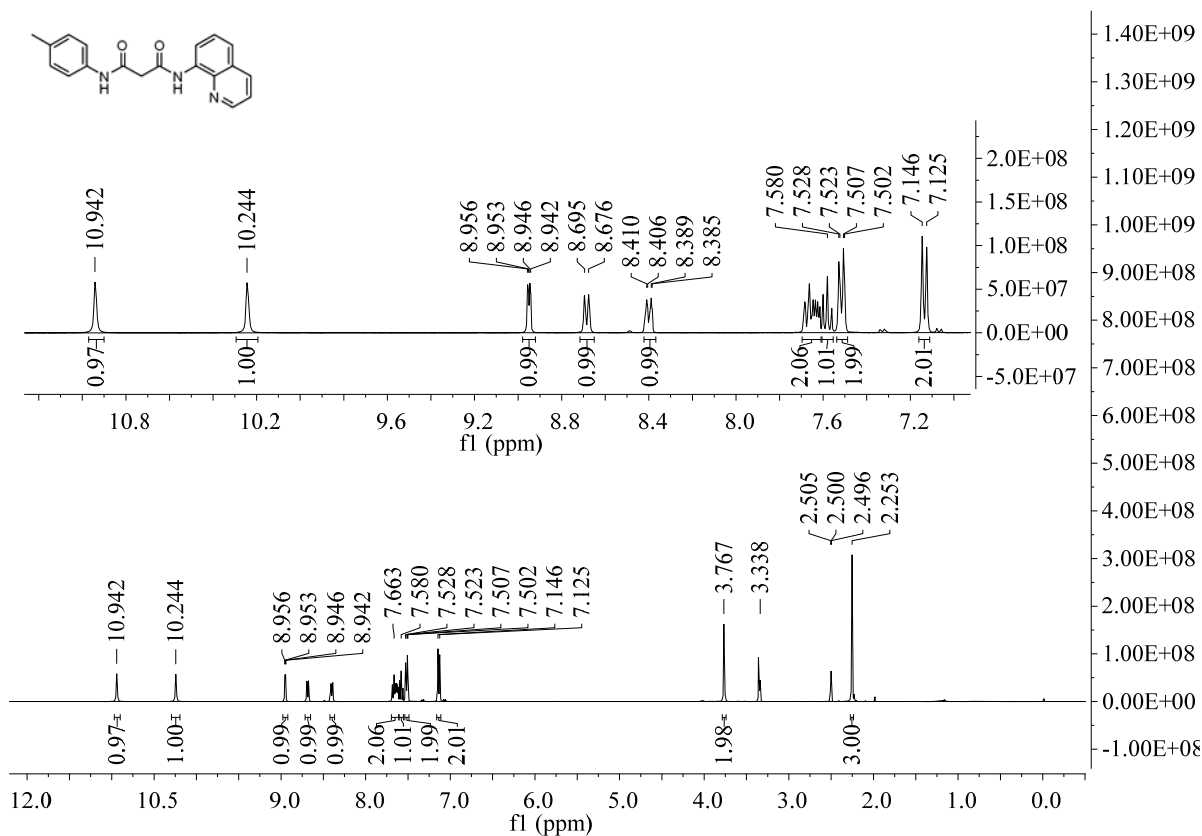 O O
N H
N H
N
1.40E+09
1.30E+09
1.20E+09
1.10E+09
1.00E+09
9.00E+08
8.00E+08
7.00E+08
6.00E+08
5.00E+08
4.00E+08
3.00E+08
2.00E+08
1.00E+08
0.00E+00
-1.00E+08
10.942
10.244
8.956
8.953
8.946
8.942
8.695
8.676
8.410
8.406
8.389
8.385
7.580
7.528
7.523
7.507
7.502
7.146
7.125
2.0E+08
1.5E+08
1.0E+08
5.0E+07
0.0E+00
-5.0E+07
0.97
1.00
0.99
0.99
0.99
2.06
1.01
1.99
2.01
10.8 10.2 9.6 9.2 8.8 8.4 8.0 7.6 7.2
f1 (ppm)
10.942
10.244
8.956
8.953
8.946
8.942
7.663
7.580
7.528
7.523
7.507
7.502
7.146
7.125
3.767
3.338
2.505
2.500
2.496
2.253
0.97
1.00
0.99
0.99
0.99
2.06
1.01
1.99
2.01
1.98
3.00
12.0 10.5 9.0 8.0 7.0 6.0 5.0 4.0 3.0 2.0 1.0 0.0
f1 (ppm)